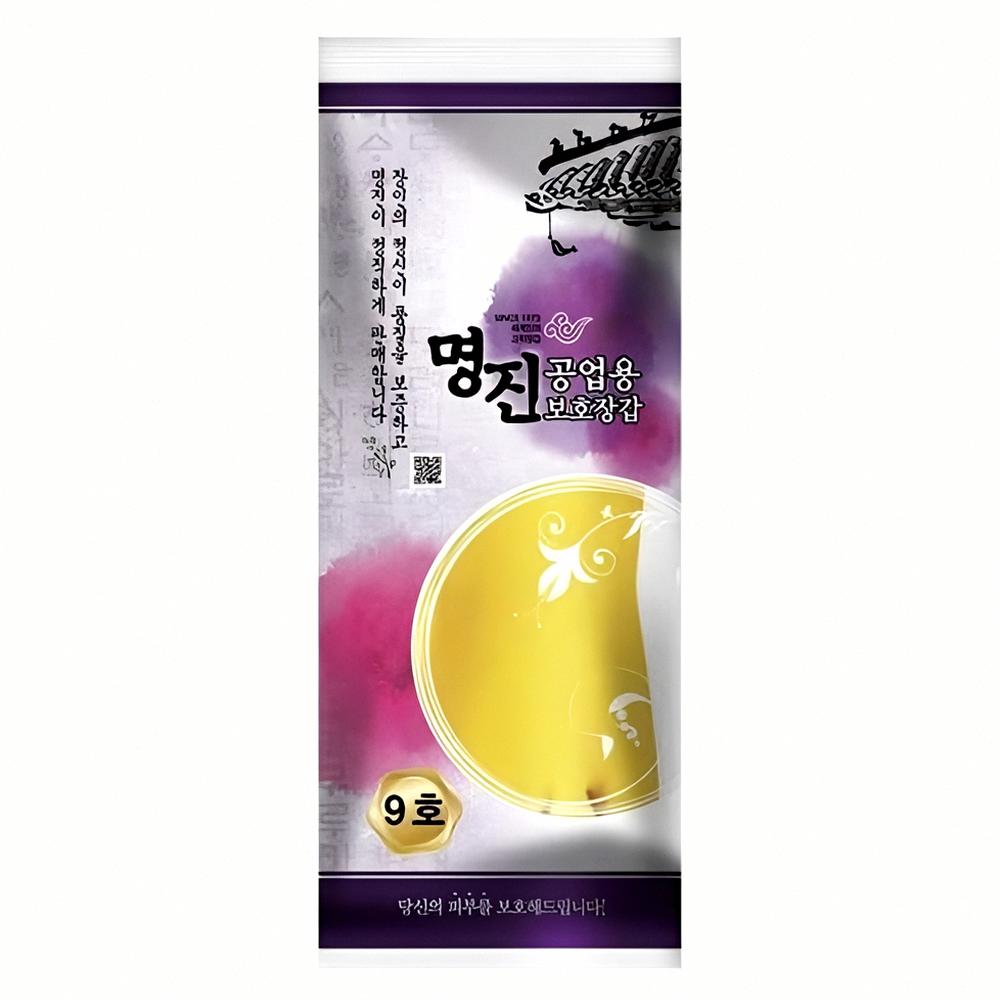 장이의 정신이 품질을 보증하고
명진이 정직하게 판매합니다
명진
공업용
보호장갑
9호
당신의 피부를 보호해드립니다!